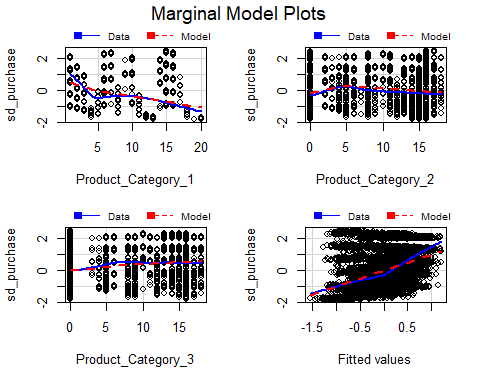 Marginal Model Plots
Data Model
sd_purchase
2
0
-2
5 10 15 20
Product_Category_1
Data Model
sd_purchase
2
0
-2
0 5 10 15
Product_Category_2
Data Model
sd_purchase
2
0
-2
0 5 10 15
Product_Category_3
Data Model
sd_purchase
2
0
-2
-1.5 -0.5 0.5
Fitted values